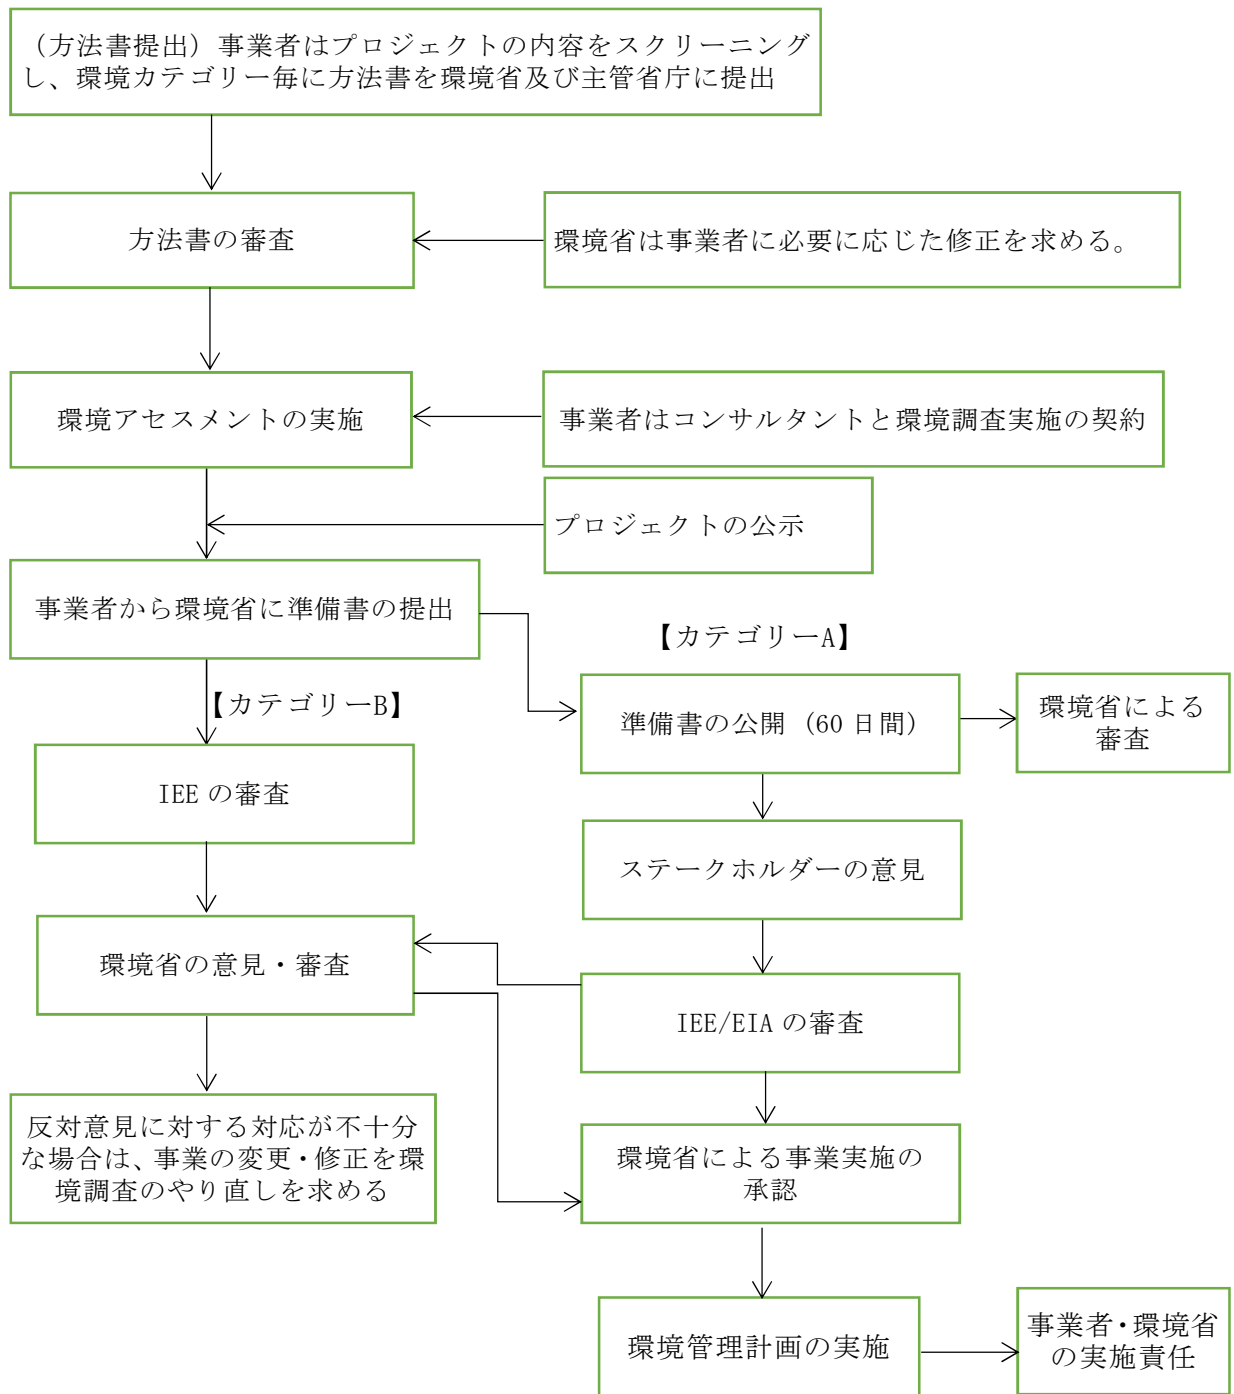 （方法書提出）事業者はプロジェクトの内容をスクリーニング
し、環境カテゴリー毎に方法書を環境省及び主管省庁に提出
方法書の審査
環境省は事業者に必要に応じた修正を求める。
環境アセスメントの実施
事業者はコンサルタントと環境調査実施の契約
プロジェクトの公示
事業者から環境省に準備書の提出
【カテゴリーA】
【カテゴリーB】
準備書の公開（60 日間）
環境省による
審査
IEE の審査
ステークホルダーの意見
環境省の意見・審査
IEE/EIA の審査
反対意見に対する対応が不十分
な場合は、事業の変更・修正を環
境調査のやり直しを求める
環境省による事業実施の
承認
環境管理計画の実施
事業者・環境省
の実施責任